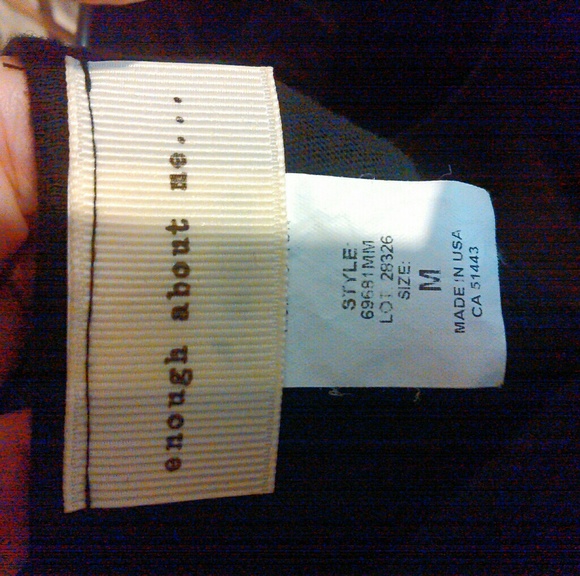 enough about me...
STYLE:
69681MM
LOT 28326
SIZE:
M
MADE IN USA
CA 51443